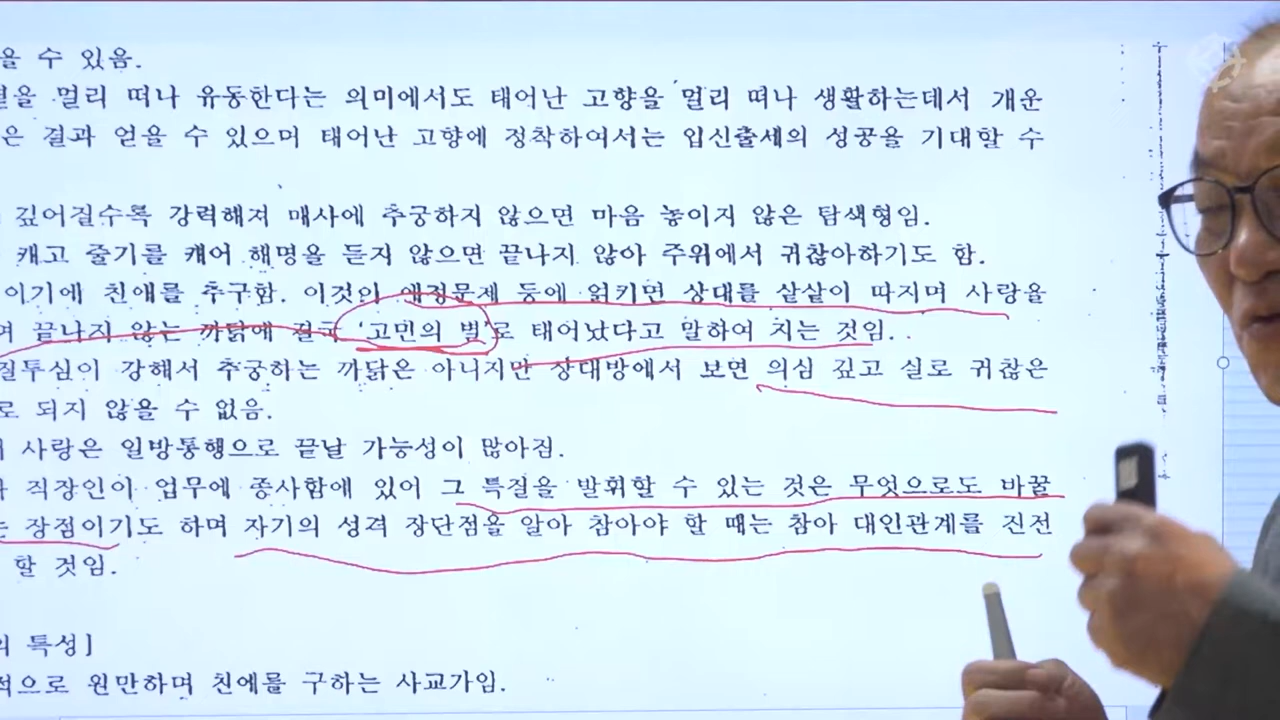 수 있음.
멀리 떠나 유동한다는 의미에서도 태어난 고향을 멀리 떠나 생활하는데서 개운
은 결과 얻을 수 있으며 태어난 고향에 정착하여서는 입신출세의 성공을 기대할 수
깊어질수록 강력해져 매사에 추궁하지 않으면 마음 놓이지 않은 탐색형임.
캐고 줄기를 캐어 해명을 듣지 않으면 끝나지 않아 주위에서 귀찮아하기도 함.
이기에 친애를 추구함. 이것이 애정문제 등에 얽키면 상대를 샅샅이 따지며 사랑을
끝나지 않는 까닭에 결국 '고민의 별'로 태어났다고 말하여 지는 것임.
질투심이 강해서 추궁하는 까닭은 아니지만 상대방에서 보면 의심 깊고 실로 귀찮은
로 되지 않을 수 없음.
사랑은 일방통행으로 끝날 가능성이 많아짐.
직장인이 업무에 종사함에 있어 그 특절을 발휘할 수 있는 것은 무엇으로도 바꿀
는 장점이기도 하며 자기의 성격 장단점을 알아 참아야 할 때는 참아 대인관계를 진전
할 것임.
의 특성]
적으로 원만하며 친애를 구하는 사교가임.